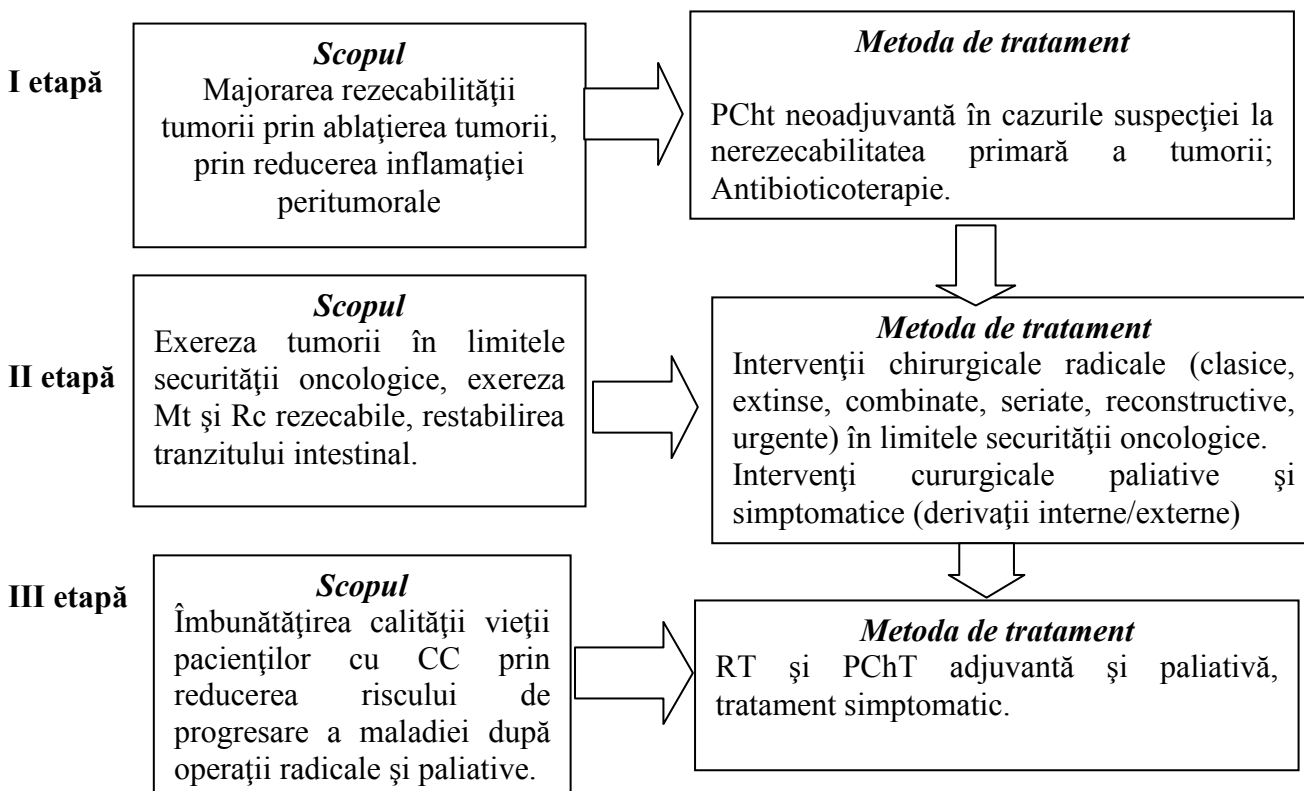 I etapă
Scopul
Majorarea rezecabilităţii
tumorii prin ablaţierea tumorii,
prin reducerea inflamaţiei
peritumorale
Metoda de tratament
PCht neoadjuvantă în cazurile suspecţiei la
nerezecabilitatea primară a tumorii;
Antibioticoterapie.
II etapă
Scopul
Exereza tumorii în limitele
securităţii oncologice, exereza
Mt şi Rc rezecabile, restabilirea
tranzitului intestinal.
Metoda de tratament
Intervenţii chirurgicale radicale (clasice,
extinse, combinate, seriate, reconstructive,
urgente) în limitele securităţii oncologice.
Intervenţi cururgicale paliative şi
simptomatice (derivaţii interne/externe)
III etapă
Scopul
Îmbunătăţirea calităţii vieţii
pacienţilor cu CC prin
reducerea riscului de
progresare a maladiei după
operaţii radicale şi paliative.
Metoda de tratament
RT şi PChT adjuvantă şi paliativă,
tratament simptomatic.